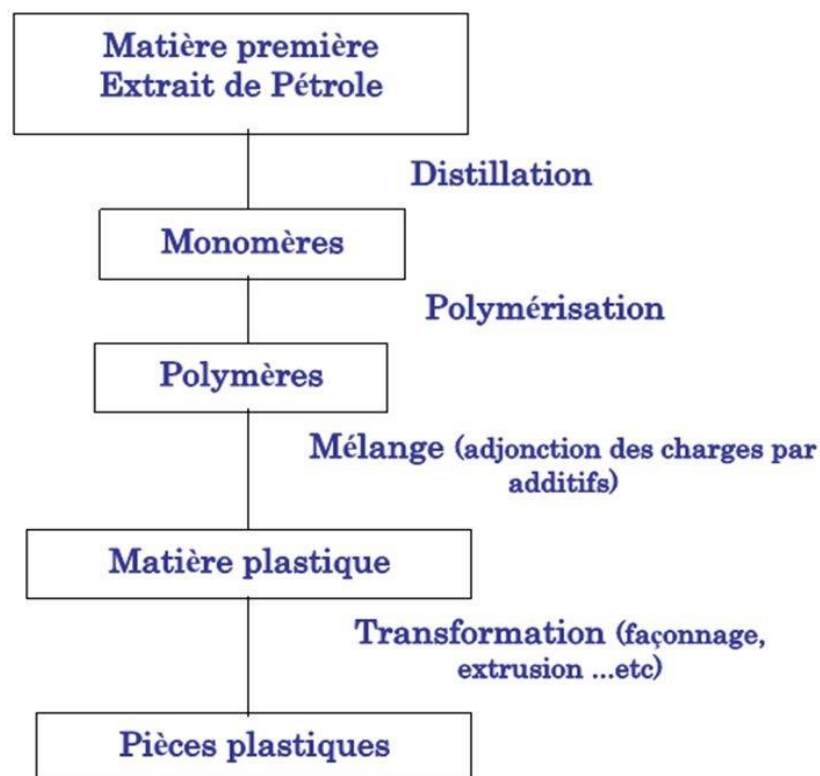 Matière première
Extrait de Pétrole
Distillation
Monomères
Polymérisation
Polymères
Mélange (adjonction des charges par
additifs)
Matière plastique
Transformation (façonnage,
extrusion ...etc)
Pièces plastiques